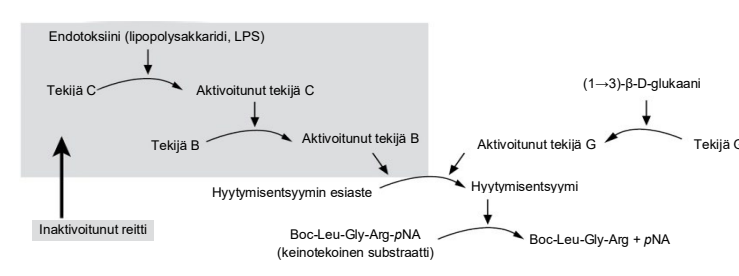 Endotoksiini (lipopolysakkaridi, LPS)
Tekijä C
Aktivoitunut tekijä C
(1→3)-β-D-glukaani
Tekijä B
Aktivoitunut tekijä B
Aktivoitunut tekijä G
Tekijä
Hyytymisentsyymin esiaste
Hyytymisentsyymi
Inaktivoitunut reitti
Boc-Leu-Gly-Arg-pNA
(keinotekoinen substraatti)
Boc-Leu-Gly-Arg + pNA